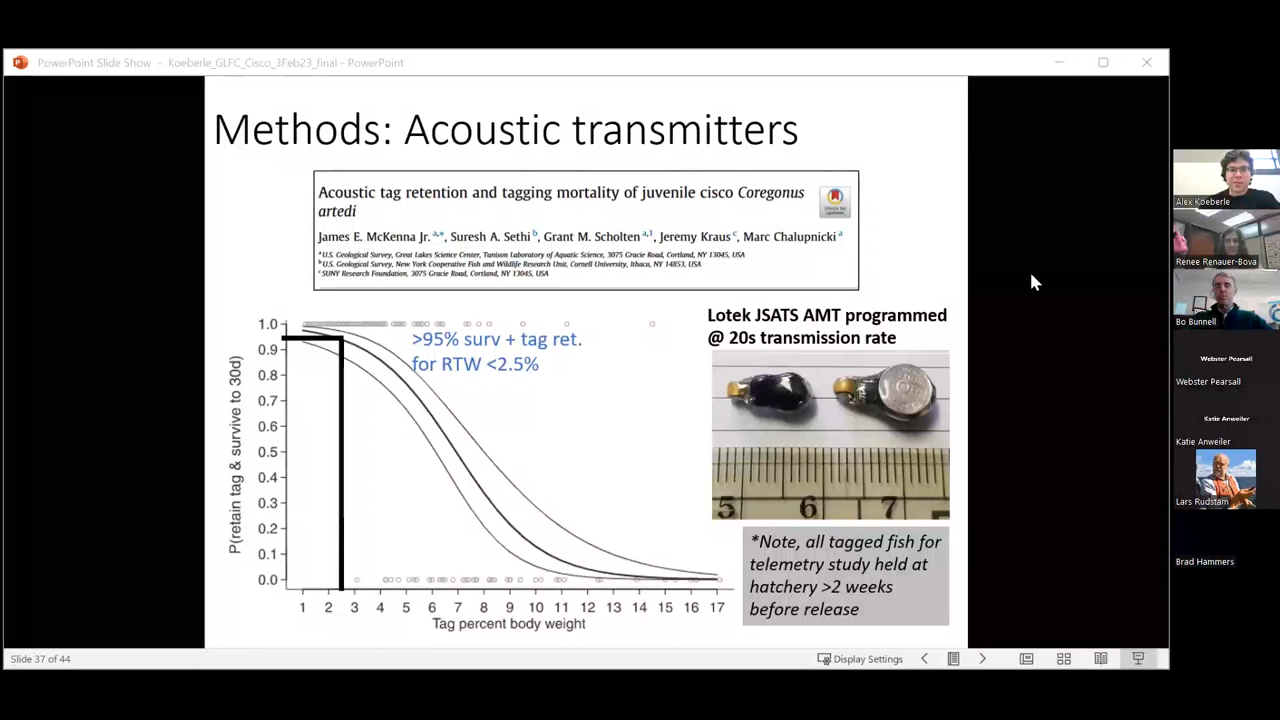 PowerPoint Slide Show - Koeberle_GLFC_Cisco_3Feb23_final - PowerPoint
Methods: Acoustic transmitters
Acoustic tag retention and tagging mortality of juvenile cisco Coregonus
artedi
Check for
updates
James E. McKenna Jr. a,*, Suresh A. Sethi b, Grant M. Scholten a,1, Jeremy Kraus c, Marc Chalupnicki a
a U.S. Geological Survey, Great Lakes Science Center, Tunison Laboratory of Aquatic Science, 3075 Gracie Road, Cortland, NY 13045, USA
b U.S. Geological Survey, New York Cooperative Fish and Wildlife Research Unit, Cornell University, Ithaca, NY 14853, USA
c SUNY Research Foundation, 3075 Gracie Road, Cortland, NY 13045, USA
P(retain tag & survive to 30d)
1.0
0.9
0.8
0.7
0.6
0.5
0.4
0.3
0.2
0.1
0.0
>95% surv + tag ret.
for RTW <2.5%
1 2 3 4 5 6 7 8 9 10 11 12 13 14 15 16 17
Tag percent body weight
Lotek JSATS AMT programmed
@ 20s transmission rate
5 6 7
*Note, all tagged fish for
telemetry study held at
hatchery >2 weeks
before release
Slide 37 of 44
Display Settings
Alex Koeberle
Renee Renauer-Bova
Bo Bunnell
Webster Pearsall
Webster Pearsall
Katie Anweiler
Katie Anweiler
Lars Rudstam
Brad Hammers